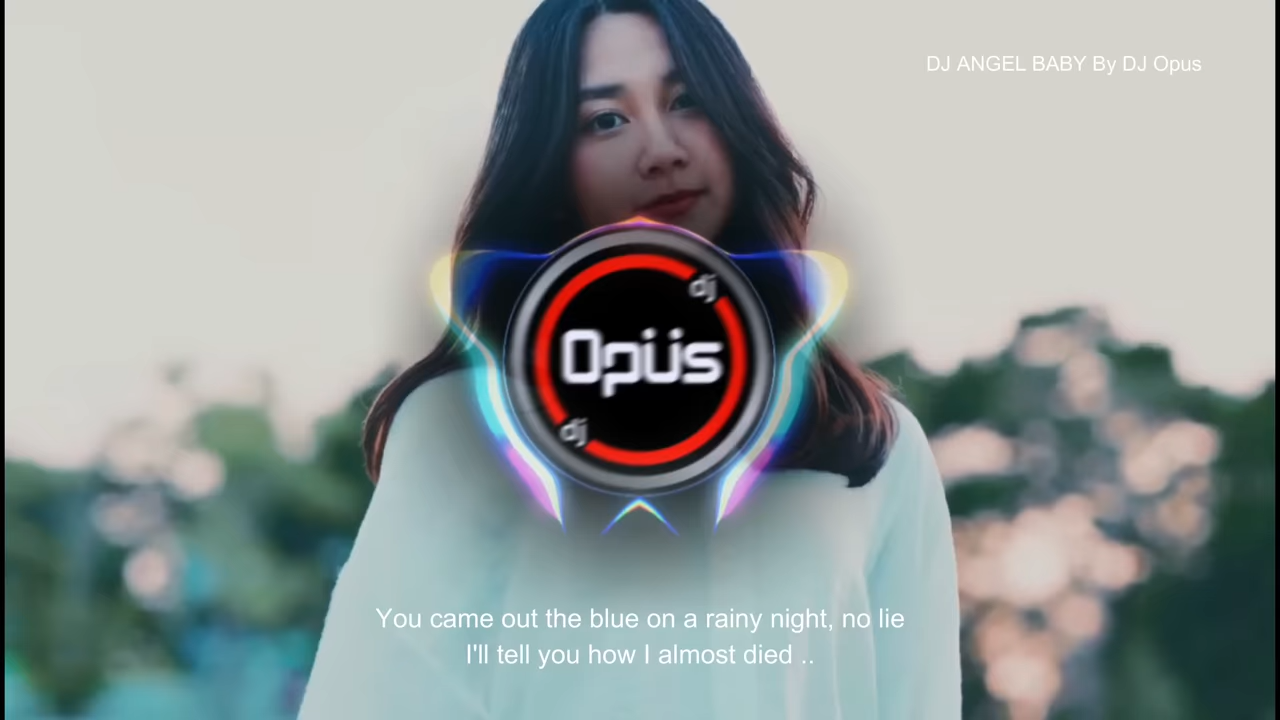 DJ ANGEL BABY By DJ Opus
dj
Opus
dj
You came out the blue on a rainy night, no lie
I'll tell you how I almost died ..